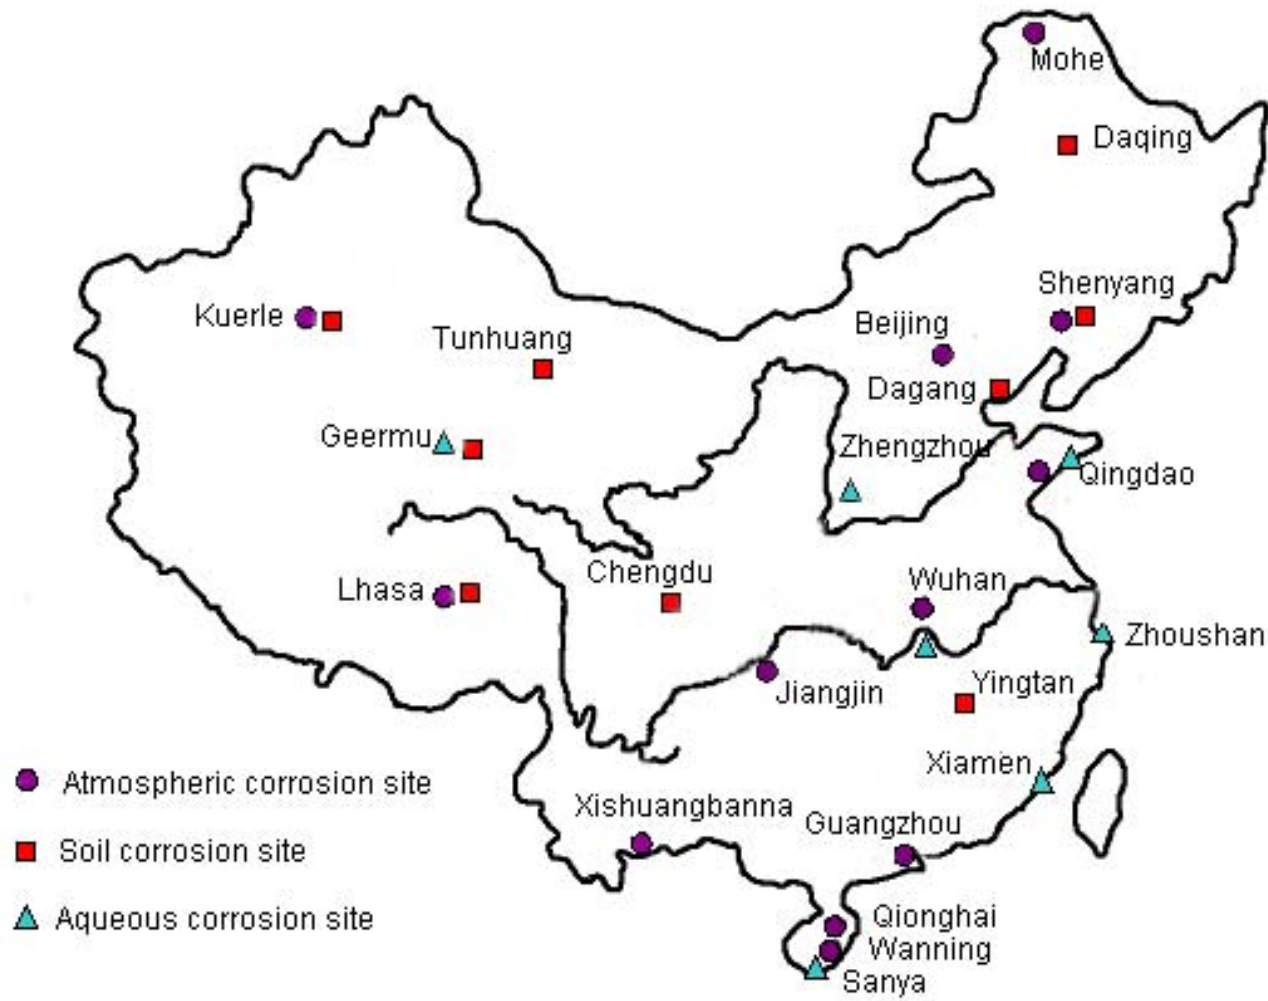 Mohe
Daqing
Shenyang
Kuerle
Beijing
Tunhuang
Dagang
Geermu
Zhengzhou
Qingdao
Chengdu
Wuhan
Lhasa
Zhoushan
Yingtan
Jiangjin
Xiamen
Atmospheric corrosion site
Xishuangbanna
Guangzhou
Soil corrosion site
Qionghai
Aqueous corrosion site
Wanning
Sanya